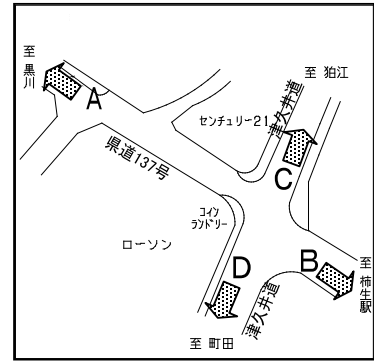 至 黒川
A
県道137号
センチュリー21
津久井道
至 狛江
C
コイン
ランドリー
ローソン
D
B
至 柿生駅
津久井道
至 町田